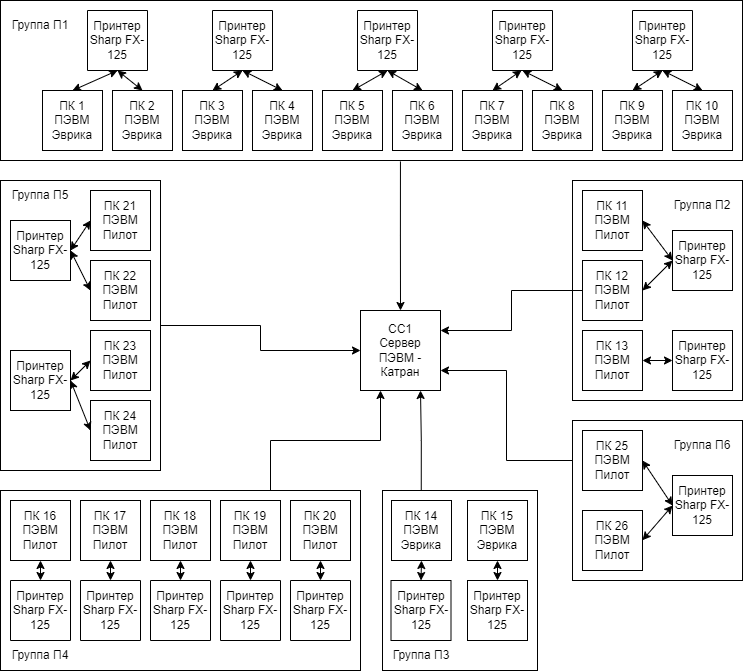 Группа П1
Принтер
Sharp FX-
125
Принтер
Sharp FX-
125
Принтер
Sharp FX-
125
Принтер
Sharp FX-
125
Принтер
Sharp FX-
125
ПК 1
ПЭВМ
Эврика
ПК 2
ПЭВМ
Эврика
ПК 3
ПЭВМ
Эврика
ПК 4
ПЭВМ
Эврика
ПК 5
ПЭВМ
Эврика
ПК 6
ПЭВМ
Эврика
ПК 7
ПЭВМ
Эврика
ПК 8
ПЭВМ
Эврика
ПК 9
ПЭВМ
Эврика
ПК 10
ПЭВМ
Эврика
Группа П5
Принтер
Sharp FX-
125
ПК 21
ПЭВМ
Пилот
ПК 22
ПЭВМ
Пилот
Принтер
Sharp FX-
125
ПК 23
ПЭВМ
Пилот
ПК 24
ПЭВМ
Пилот
СС1
Сервер
ПЭВМ -
Катран
Группа П2
ПК 11
ПЭВМ
Пилот
ПК 12
ПЭВМ
Пилот
Принтер
Sharp FX-
125
ПК 13
ПЭВМ
Пилот
Принтер
Sharp FX-
125
Группа П6
ПК 25
ПЭВМ
Пилот
ПК 26
ПЭВМ
Пилот
Принтер
Sharp FX-
125
ПК 16
ПЭВМ
Пилот
ПК 17
ПЭВМ
Пилот
ПК 18
ПЭВМ
Пилот
ПК 19
ПЭВМ
Пилот
ПК 20
ПЭВМ
Пилот
Принтер
Sharp FX-
125
Принтер
Sharp FX-
125
Принтер
Sharp FX-
125
Принтер
Sharp FX-
125
Принтер
Sharp FX-
125
Группа П4
ПК 14
ПЭВМ
Эврика
ПК 15
ПЭВМ
Эврика
Принтер
Sharp FX-
125
Принтер
Sharp FX-
125
Группа П3